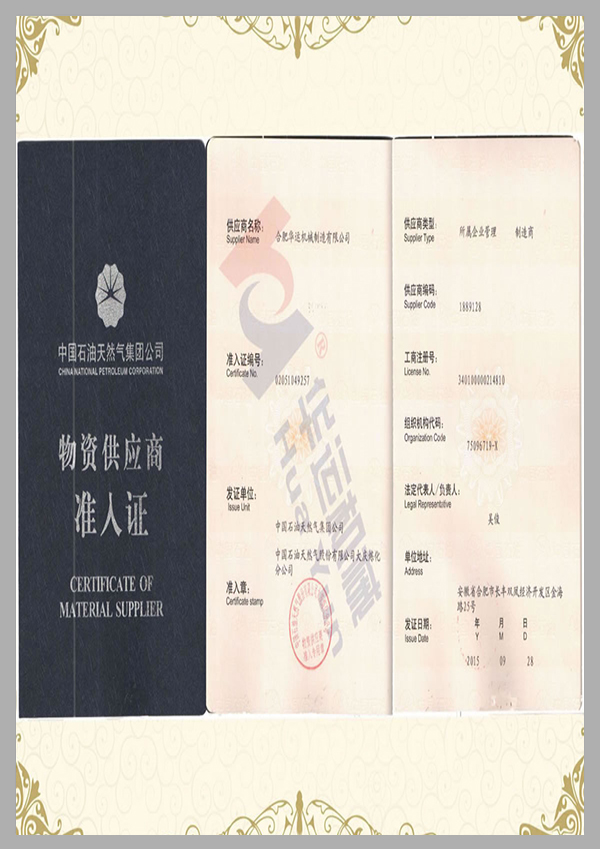 中国石油天然气集团公司
CHINA NATIONAL PETROLEUM CORPORATION
物资供应商
准入证
CERTIFICATE OF
MATERIAL SUPPLIER
供应商名称：
Supplier Name
合肥华运机械制造有限公司
准入证编号：
Certificate No.
02051049257
发证单位：
Issue Unit
中国石油天然气集团公司
中国石油天然气股份有限公司大庆炼化
分公司
准入章：
Certificate stamp
华运机械
供应商类型：
Supplier Type
所属企业管理 制造商
供应商编码：
Supplier Code
1889128
工商注册号：
License No.
340100000214810
组织机构代码：
Organization Code
75096718-X
法定代表人／负责人：
Legal Representative
吴俊
单位地址：
Address
安徽省合肥市长丰双凤经济开发区金海
路25号
发证日期：
Issue Date
年 月 日
Y M D
2015 09 28